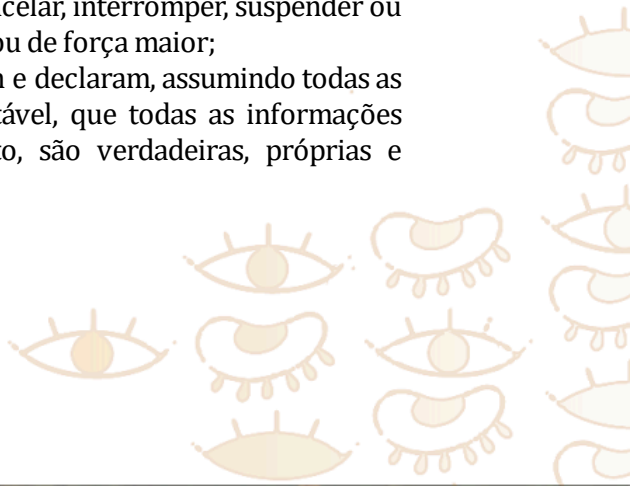 celar, interromper, suspender ou
ou de força maior;
e declaram, assumindo todas as
tável, que todas as informações
to, são verdadeiras, próprias e